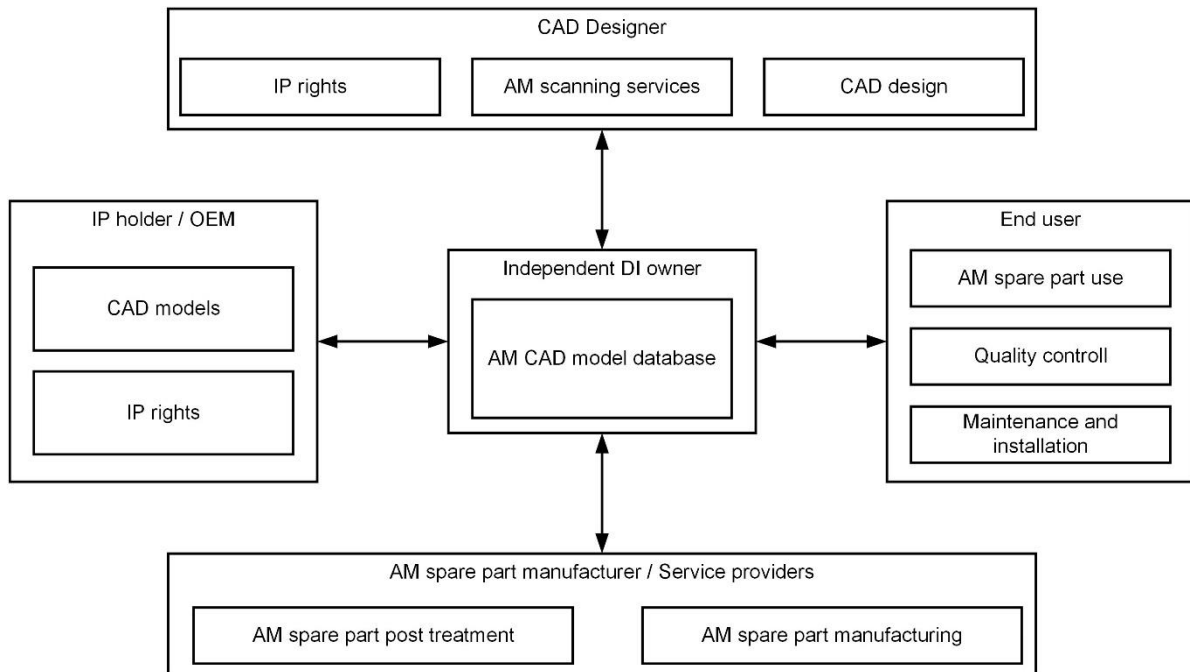 CAD Designer
IP rights
AM scanning services
CAD design
IP holder / OEM
CAD models
IP rights
Independent DI owner
AM CAD model database
End user
AM spare part use
Quality controll
Maintenance and
installation
AM spare part manufacturer / Service providers
AM spare part post treatment
AM spare part manufacturing